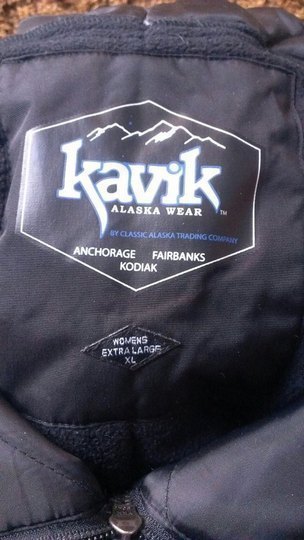 kavik
ALASKA WEAR ™
BY CLASSIC ALASKA TRADING COMPANY
ANCHORAGE FAIRBANKS
KODIAK
WOMENS
EXTRA LARGE
XL